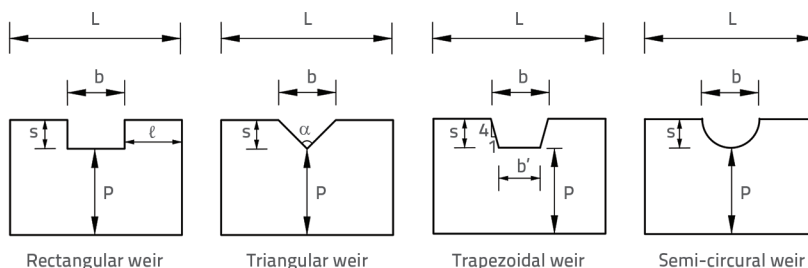 L L L L
b b b b
s ℓ s α s 4 1 s
b'
P P P P
Rectangular weir Triangular weir Trapezoidal weir Semi-circural weir